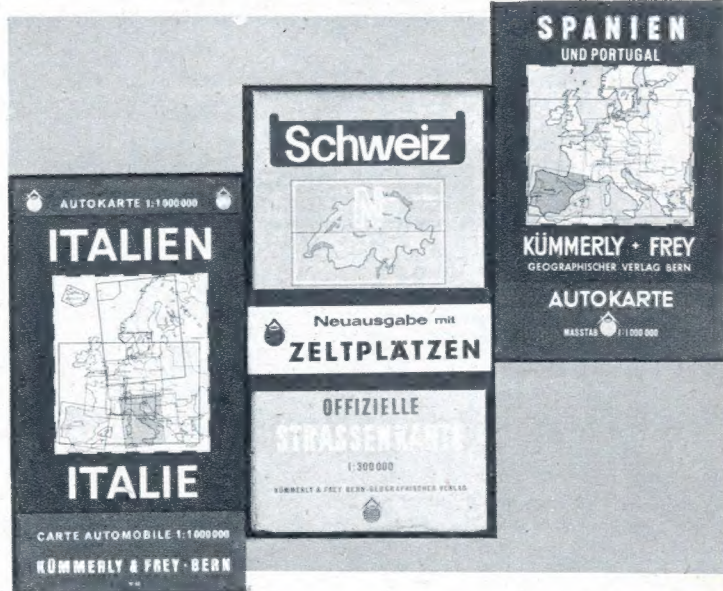 AUTOKARTE 1:1000000
ITALIEN
ITALIE
CARTE AUTOMOBILE 1:1000000
KÜMMERLY & FREY · BERN
Schweiz
N
Neuausgabe mit
ZELTPLÄTZEN
OFFIZIELLE
STRASSENKARTE
1:300000
KÜMMERLY & FREY BERN · GEOGRAPHISCHER VERLAG
SPANIEN
UND PORTUGAL
KÜMMERLY + FREY
GEOGRAPHISCHER VERLAG BERN
AUTOKARTE
MASSTAB 1:1000000